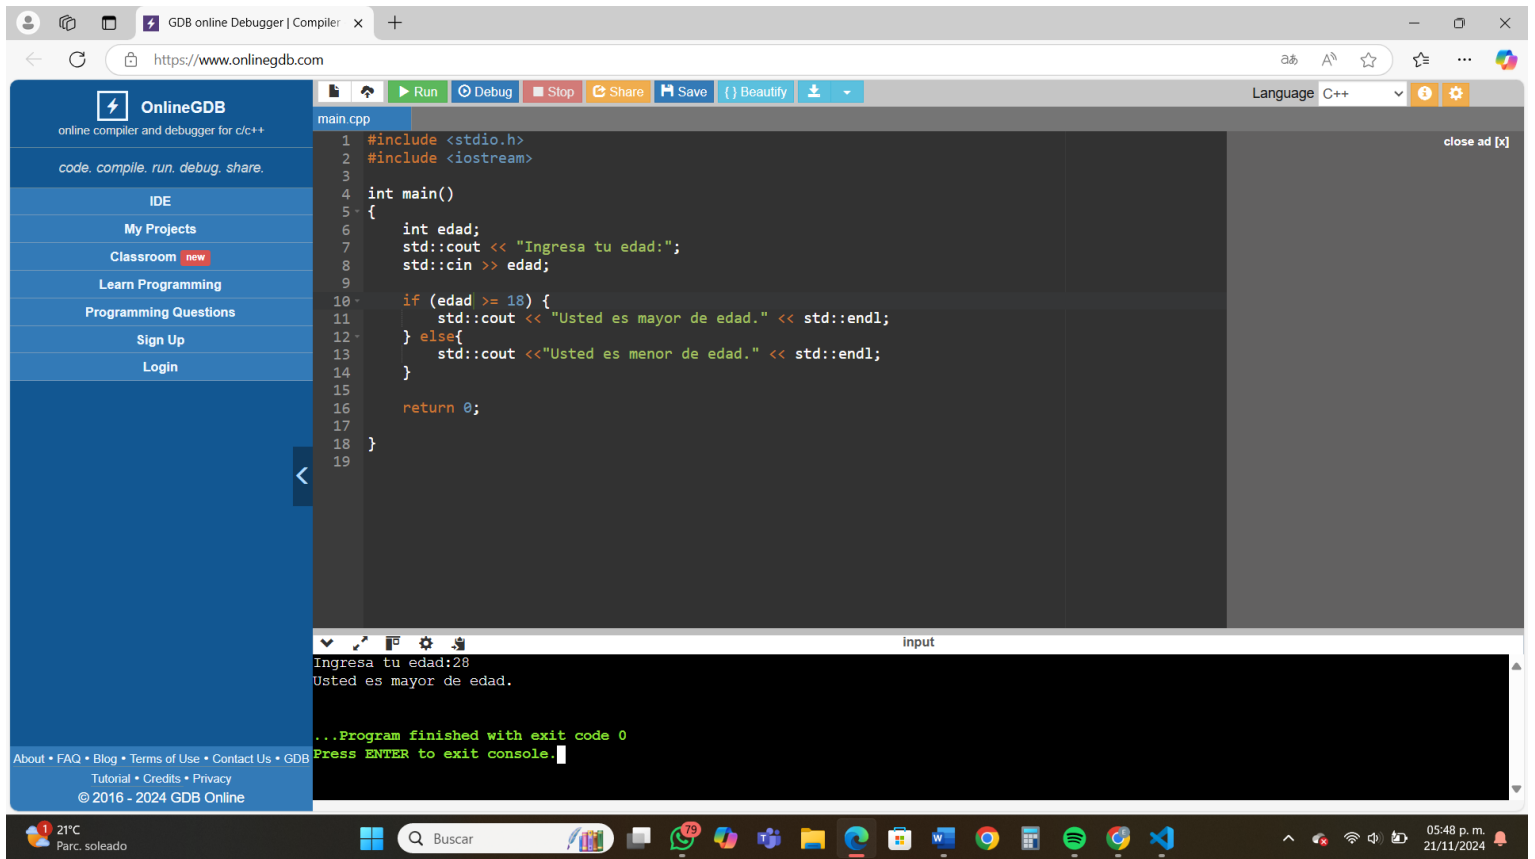 GDB online Debugger | Compiler
https://www.onlinegdb.com
OnlineGDB
online compiler and debugger for c/c++
code. compile. run. debug. share.
IDE
My Projects
Classroom new
Learn Programming
Programming Questions
Sign Up
Login
About • FAQ • Blog • Terms of Use • Contact Us • GDB
Tutorial • Credits • Privacy
© 2016 - 2024 GDB Online
Run Debug Stop Share Save { } Beautify
Language C++
main.cpp
close ad [x]
1 #include <stdio.h>
2 #include <iostream>
3
4 int main()
5 {
6 int edad;
7 std::cout << "Ingresa tu edad:";
8 std::cin >> edad;
9
10 if (edad >= 18) {
11 std::cout << "Usted es mayor de edad." << std::endl;
12 } else{
13 std::cout <<"Usted es menor de edad." << std::endl;
14 }
15
16 return 0;
17
18 }
19
input
Ingresa tu edad:28
Usted es mayor de edad.
...Program finished with exit code 0
Press ENTER to exit console.
1
21°C
Parc. soleado
Buscar
79
05:48 p. m.
21/11/2024